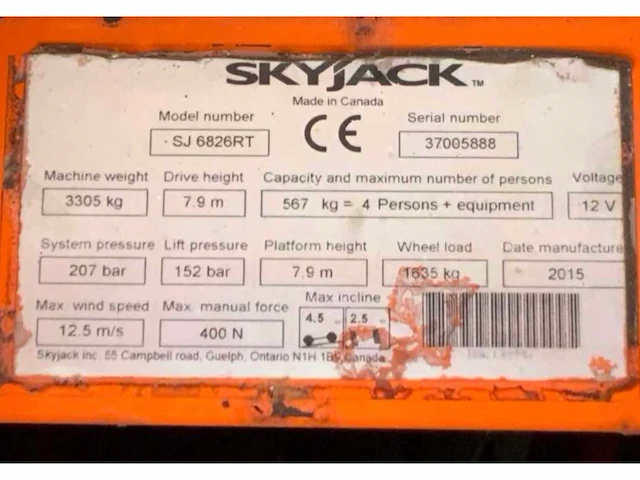 SKYJACK™
Made in Canada
Model number
SJ 6826RT
CE
Serial number
37005888
Machine weight Drive height Capacity and maximum number of persons Voltage
3305 kg 7.9 m 567 kg = 4 Persons + equipment 12 V
System pressure Lift pressure Platform height Wheel load Date manufacture
207 bar 152 bar 7.9 m 1635 kg 2015
Max. wind speed Max. manual force Max incline
12.5 m/s 400 N 4.5 2.5
Skyjack inc. 55 Campbell road, Guelph, Ontario N1H 1B9 Canada